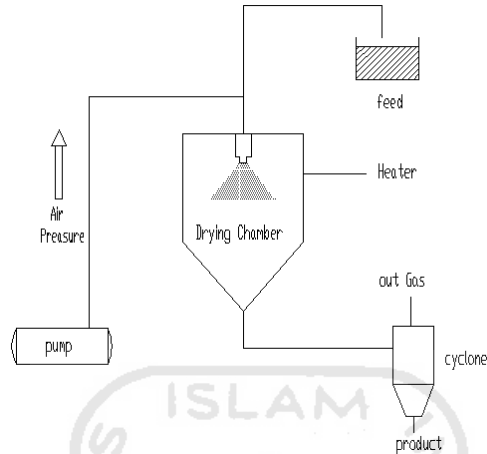 feed
Heater
Air
Preasure
Drying Chamber
out Gas
pump
cyclone
ISLAM
S
product